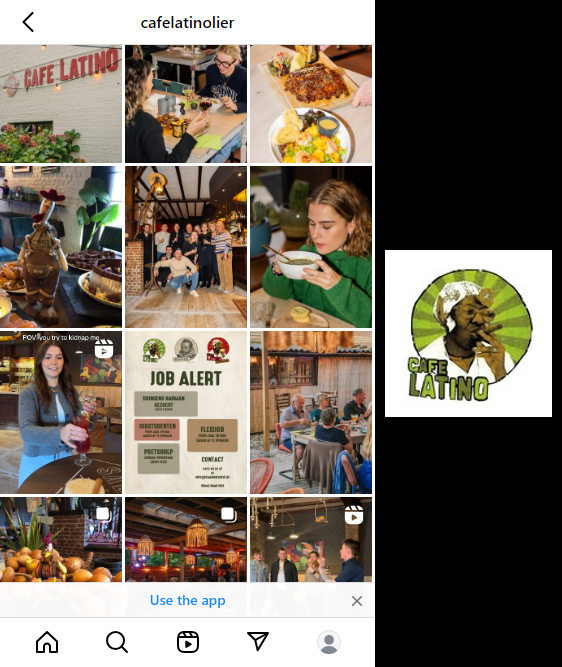 cafelatinolier
CAFE LATINO
POV: you try to kidnap me
JOB ALERT
DRINGEND BARMAN
GEZOCHT
JOBSTUDENTEN
FLEXIJOB
POETSHULP
CONTACT
Use the app
CAFE
LATINO